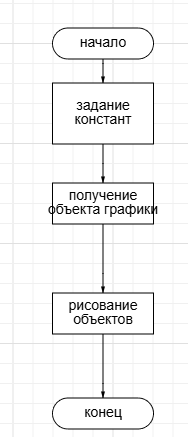 начало
задание
констант
получение
объекта графики
рисование
объектов
конец